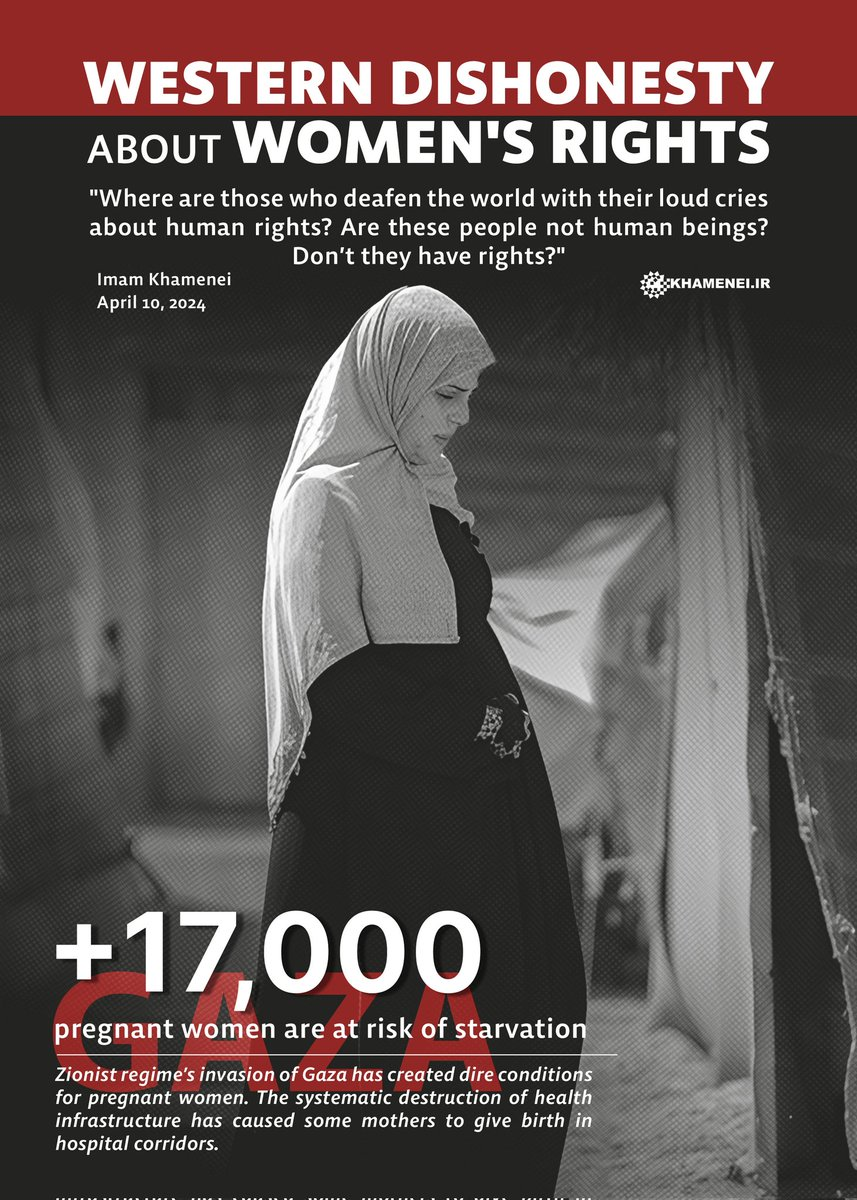 WESTERN DISHONESTY
ABOUT WOMEN'S RIGHTS
"Where are those who deafen the world with their loud cries
about human rights? Are these people not human beings?
Don’t they have rights?"
Imam Khamenei
April 10, 2024
KHAMENEI.IR
+17,000
GAZA
pregnant women are at risk of starvation
Zionist regime’s invasion of Gaza has created dire conditions
for pregnant women. The systematic destruction of health
infrastructure has caused some mothers to give birth in
hospital corridors.